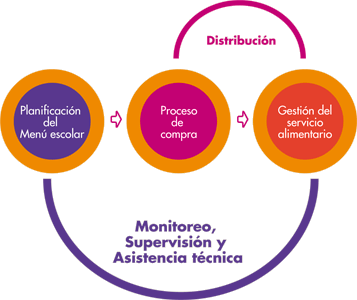 Distribución
Planificación
del
Menú escolar
Proceso
de
compra
Gestión del
servicio
alimentario
Monitoreo,
Supervisión y
Asistencia técnica